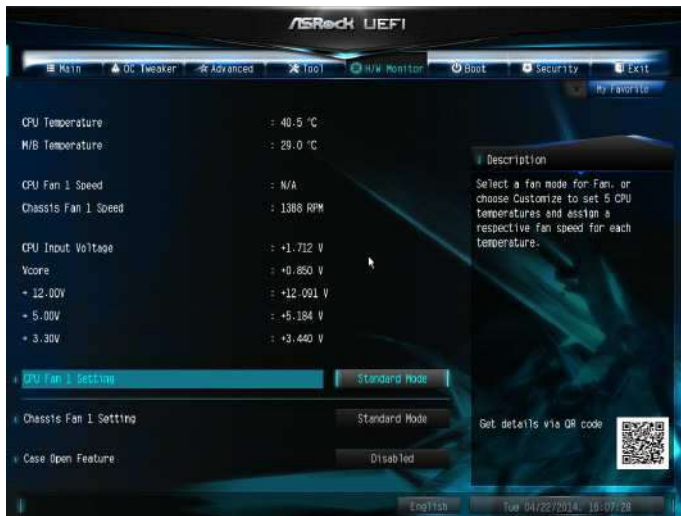 ASRock UEFI
Main OC Tweaker Advanced Tool H/W Monitor Boot Security Exit
My Favorite
CPU Temperature : 40.5 °C
M/B Temperature : 29.0 °C
CPU Fan 1 Speed : N/A
Chassis Fan 1 Speed : 1388 RPM
CPU Input Voltage : +1.712 V
Vcore : +0.850 V
+ 12.00V : +12.091 V
+ 5.00V : +5.184 V
+ 3.30V : +3.440 V
CPU Fan 1 Setting Standard Mode
Chassis Fan 1 Setting Standard Mode
Case Open Feature Disabled
Description
Select a fan mode for Fan, or
choose Customize to set 5 CPU
temperatures and assign a
respective fan speed for each
temperature.
Get details via QR code
English Tue 04/22/2014. 16:07:28